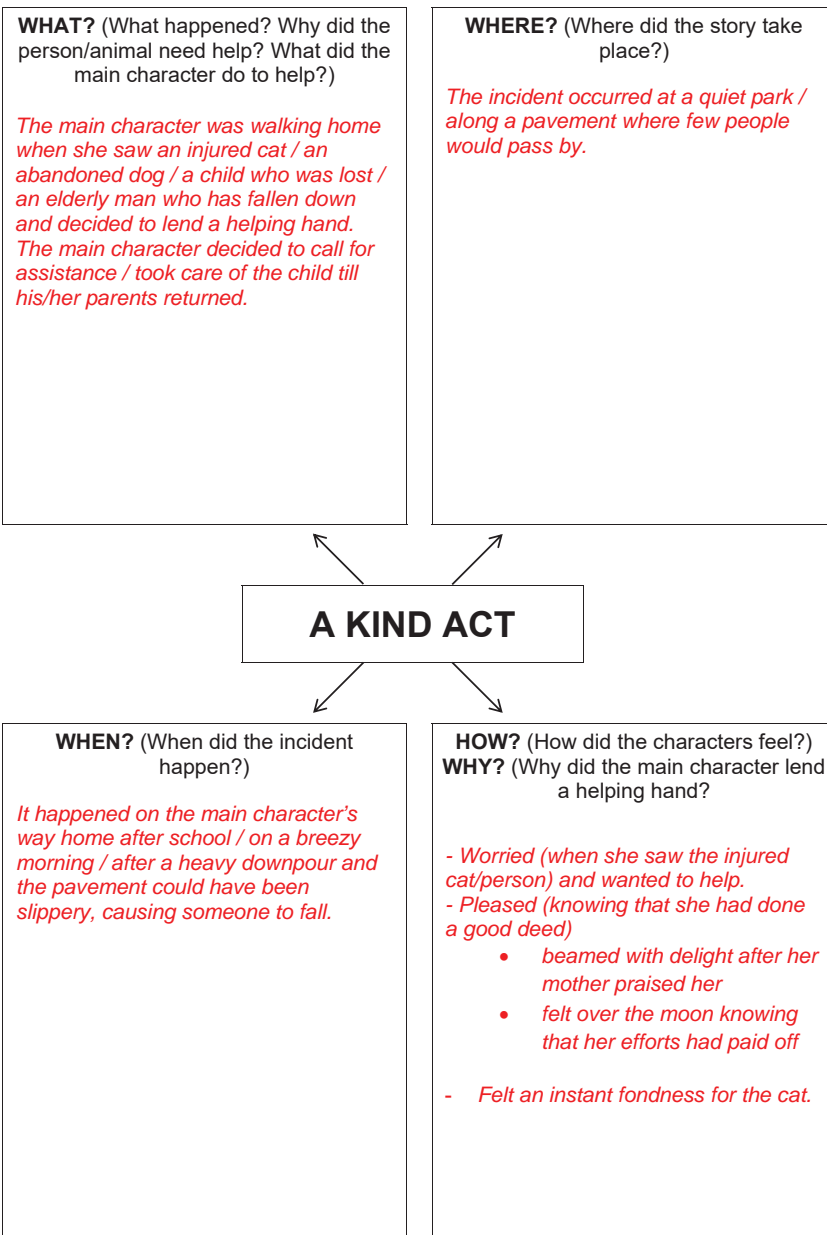 WHAT? (What happened? Why did the
person/animal need help? What did the
main character do to help?)
The main character was walking home
when she saw an injured cat / an
abandoned dog / a child who was lost /
an elderly man who has fallen down
and decided to lend a helping hand.
The main character decided to call for
assistance / took care of the child till
his/her parents returned.
WHERE? (Where did the story take
place?)
The incident occurred at a quiet park /
along a pavement where few people
would pass by.
A KIND ACT
WHEN? (When did the incident
happen?)
It happened on the main character's
way home after school / on a breezy
morning / after a heavy downpour and
the pavement could have been
slippery, causing someone to fall.
HOW? (How did the characters feel?)
WHY? (Why did the main character lend
a helping hand?
- Worried (when she saw the injured
cat/person) and wanted to help.
- Pleased (knowing that she had done
a good deed)
• beamed with delight after her
mother praised her
• felt over the moon knowing
that her efforts had paid off
- Felt an instant fondness for the cat.